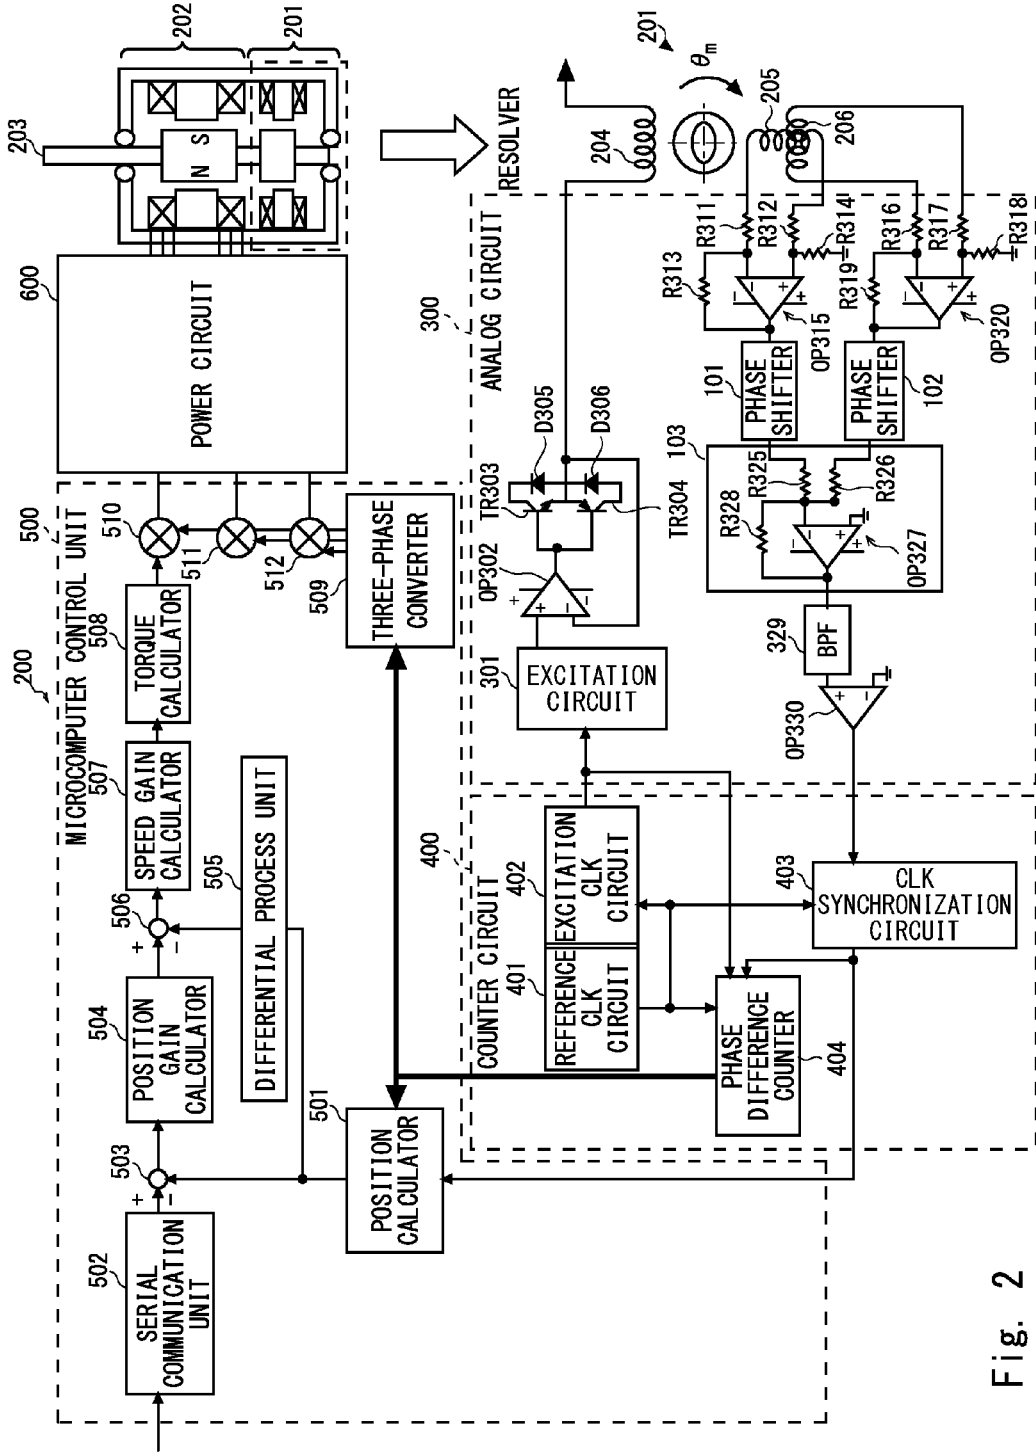 200
MICROCOMPUTER CONTROL UNIT
500
502
SERIAL
COMMUNICATION
UNIT
503
+
−
504
POSITION
GAIN
CALCULATOR
506
+
−
507
SPEED GAIN
CALCULATOR
508
TORQUE
CALCULATOR
510
511
512
505
DIFFERENTIAL PROCESS UNIT
501
POSITION
CALCULATOR
509
THREE-PHASE
CONVERTER
600
POWER CIRCUIT
203
202
201
N
S
RESOLVER
400
COUNTER CIRCUIT
401
REFERENCE
CLK
CIRCUIT
402
EXCITATION
CLK
CIRCUIT
PHASE
DIFFERENCE
COUNTER
404
403
CLK
SYNCHRONIZATION
CIRCUIT
300
ANALOG CIRCUIT
301
EXCITATION
CIRCUIT
OP302
+
+
−
−
TR303
D305
D306
TR304
204
201
θm
205
206
R311
R312
R313
R314
−
−
+
+
OP315
R316
R317
R318
R319
−
−
+
+
OP320
101
PHASE
SHIFTER
PHASE
SHIFTER
102
103
R325
R326
R328
−
−
+
+
OP327
329
BPF
OP330
+
−
Fig. 2